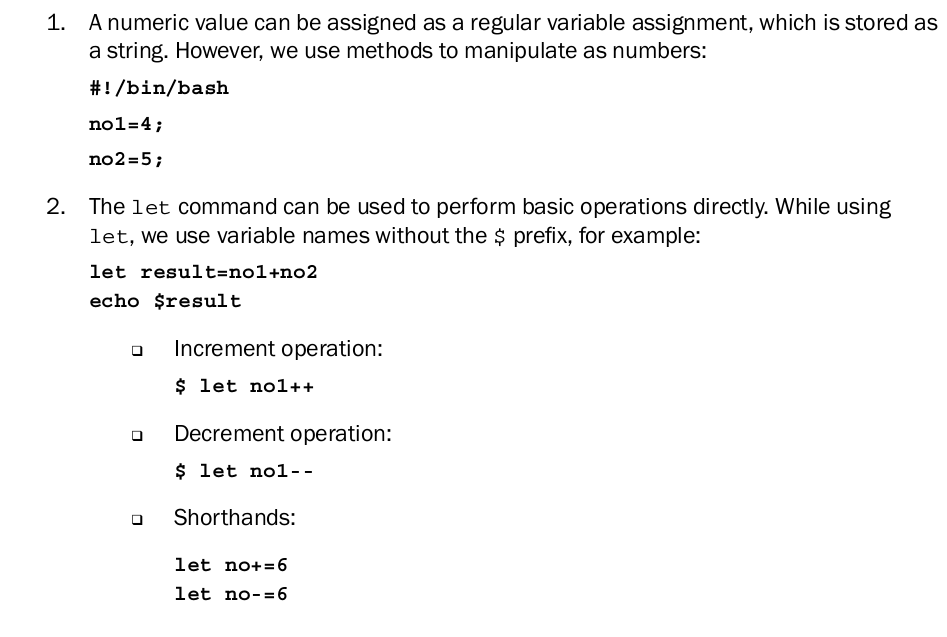 1. A numeric value can be assigned as a regular variable assignment, which is stored as
a string. However, we use methods to manipulate as numbers:
#!/bin/bash
no1=4;
no2=5;
2. The let command can be used to perform basic operations directly. While using
let, we use variable names without the $ prefix, for example:
let result=no1+no2
echo $result
❑ Increment operation:
$ let no1++
❑ Decrement operation:
$ let no1--
❑ Shorthands:
let no+=6
let no-=6